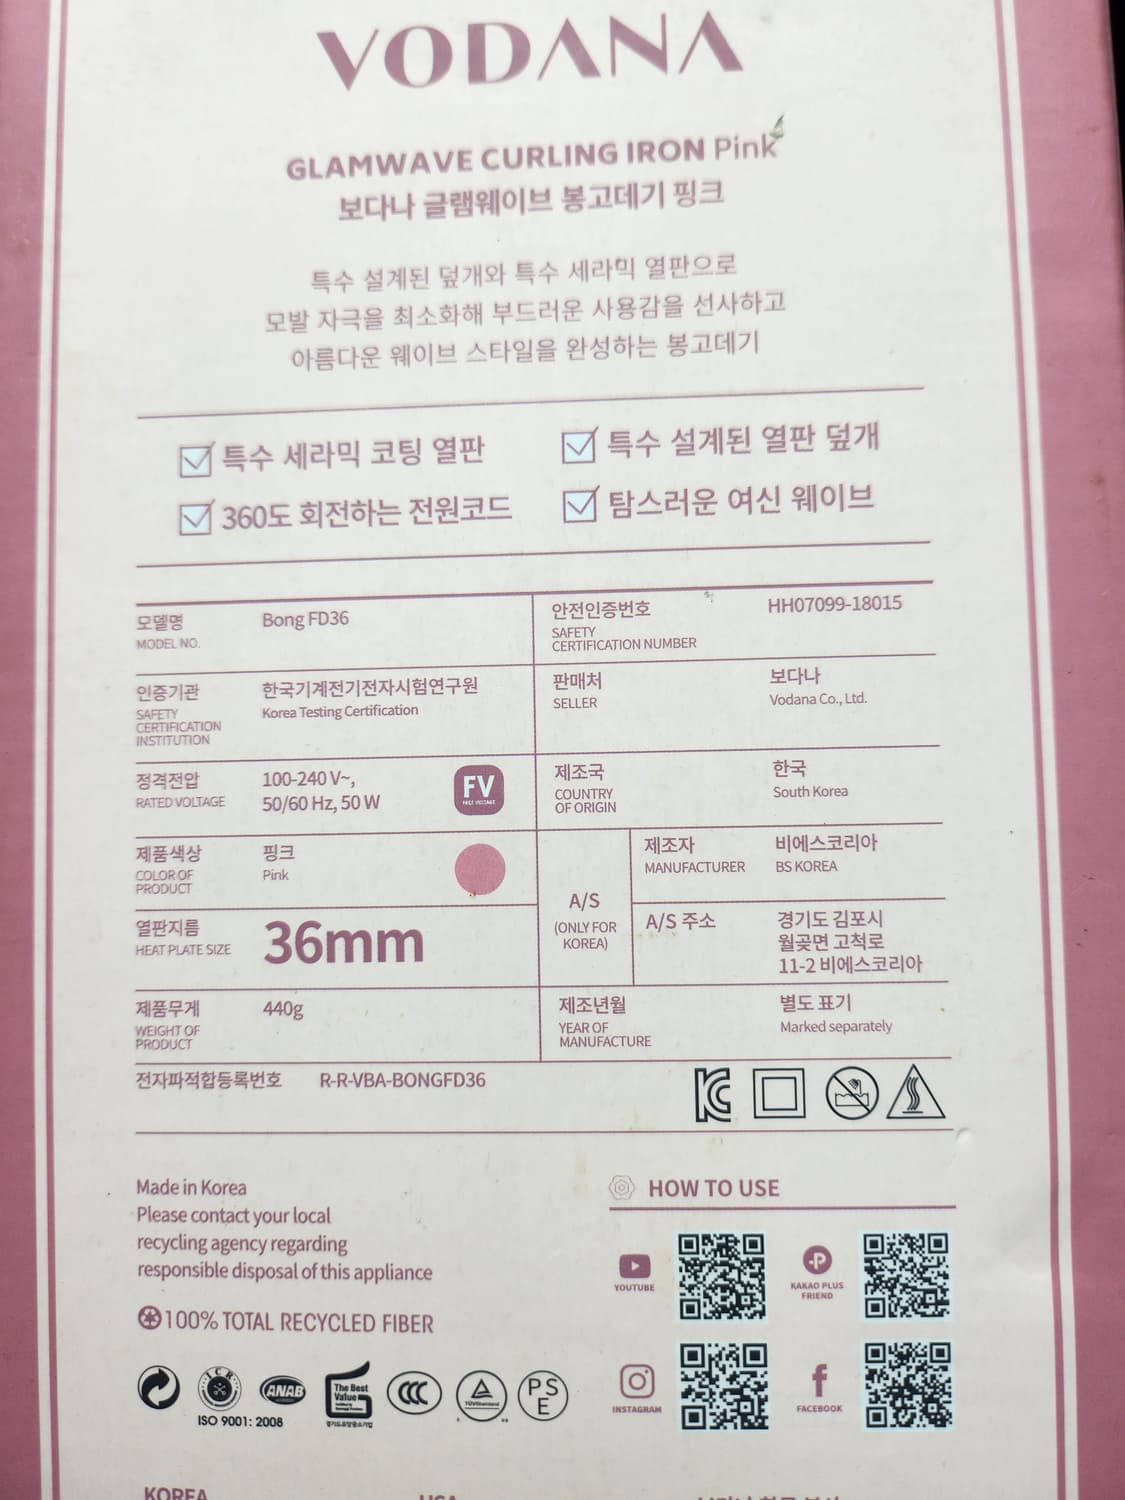 VODANA
GLAMWAVE CURLING IRON Pink
보다나 글램웨이브 봉고데기 핑크
특수 설계된 덮개와 특수 세라믹 열판으로
모발 자극을 최소화해 부드러운 사용감을 선사하고
아름다운 웨이브 스타일을 완성하는 봉고데기
특수 세라믹 코팅 열판
특수 설계된 열판 덮개
360도 회전하는 전원코드
탐스러운 여신 웨이브
모델명
MODEL NO.
Bong FD36
안전인증번호
SAFETY
CERTIFICATION NUMBER
HH07099-18015
인증기관
SAFETY
CERTIFICATION
INSTITUTION
한국기계전기전자시험연구원
Korea Testing Certification
판매처
SELLER
보다나
Vodana Co., Ltd.
정격전압
RATED VOLTAGE
100-240 V~,
50/60 Hz, 50 W
FV
FREE VOLTAGE
제조국
COUNTRY
OF ORIGIN
한국
South Korea
제품색상
COLOR OF
PRODUCT
핑크
Pink
A/S
(ONLY FOR
KOREA)
제조자
MANUFACTURER
비에스코리아
BS KOREA
열판지름
HEAT PLATE SIZE
36mm
A/S 주소
경기도 김포시
월곶면 고척로
11-2 비에스코리아
제품무게
WEIGHT OF
PRODUCT
440g
제조년월
YEAR OF
MANUFACTURE
별도 표기
Marked separately
전자파적합등록번호
R-R-VBA-BONGFD36
Made in Korea
Please contact your local
recycling agency regarding
responsible disposal of this appliance
100% TOTAL RECYCLED FIBER
ICR
ISO 9001: 2008
ANAB
The Best
Value
경기도유망중소기업
CCC
TÜVRheinland
PS
E
HOW TO USE
YOUTUBE
KAKAO PLUS
FRIEND
INSTAGRAM
FACEBOOK
KOREA
USA